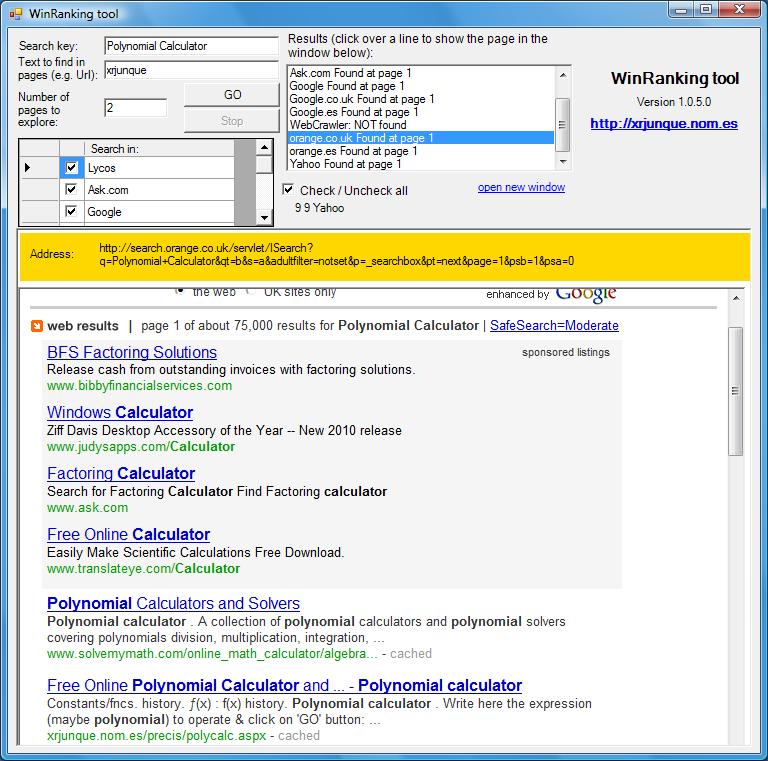 WinRanking tool
Search key:
Polynomial Calculator
Text to find in
pages (e.g. Url):
xrjunque
Number of
pages to
explore:
2
GO
Stop
Search in:
Lycos
Ask.com
Google
Results (click over a line to show the page in the
window below):
Ask.com Found at page 1
Google Found at page 1
Google.co.uk Found at page 1
Google.es Found at page 1
WebCrawler: NOT found
orange.co.uk Found at page 1
orange.es Found at page 1
Yahoo Found at page 1
Check / Uncheck all
open new window
9 9 Yahoo
WinRanking tool
Version 1.0.5.0
http://xrjunque.nom.es
Address:
http://search.orange.co.uk/servlet/ISearch?
q=Polynomial+Calculator&qt=b&s=a&adultfilter=notset&p=_searchbox&pt=next&page=1&psb=1&psa=0
the web UK sites only
enhanced by Google
web results | page 1 of about 75,000 results for Polynomial Calculator | SafeSearch=Moderate
sponsored listings
BFS Factoring Solutions
Release cash from outstanding invoices with factoring solutions.
www.bibbyfinancialservices.com
Windows Calculator
Ziff Davis Desktop Accessory of the Year -- New 2010 release
www.judysapps.com/Calculator
Factoring Calculator
Search for Factoring Calculator Find Factoring calculator
www.ask.com
Free Online Calculator
Easily Make Scientific Calculations Free Download.
www.translateye.com/Calculator
Polynomial Calculators and Solvers
Polynomial calculator . A collection of polynomial calculators and polynomial solvers
covering polynomials division, multiplication, integration, ...
www.solvemymath.com/online_math_calculator/algebra... - cached
Free Online Polynomial Calculator and ... - Polynomial calculator
Constants/fncs. history. ƒ(x) : f(x) history. Polynomial calculator . Write here the expression
(maybe polynomial) to operate & click on 'GO' button: ...
xrjunque.nom.es/precis/polycalc.aspx - cached